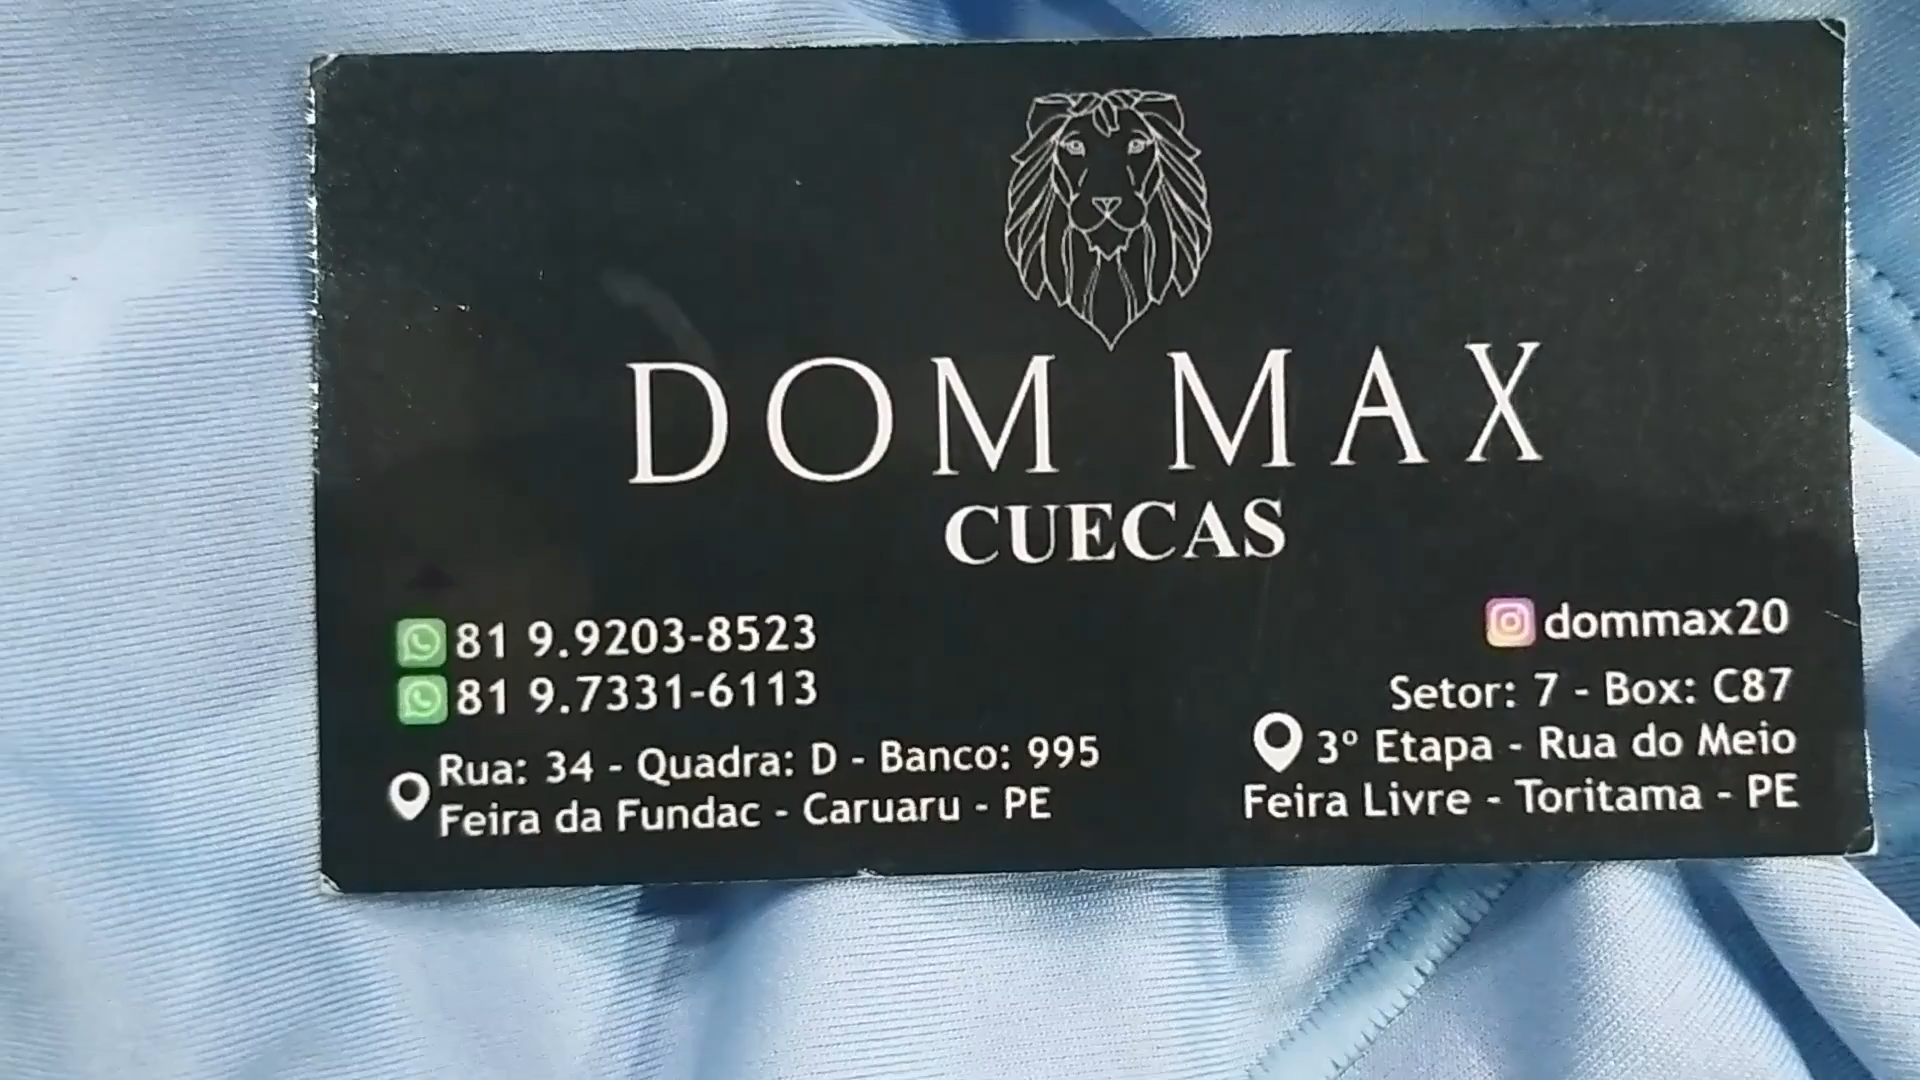 DOM MAX
CUECAS
81 9.9203-8523
81 9.7331-6113
Rua: 34 - Quadra: D - Banco: 995
Feira da Fundac - Caruaru - PE
dommax20
Setor: 7 - Box: C87
3º Etapa - Rua do Meio
Feira Livre - Toritama - PE